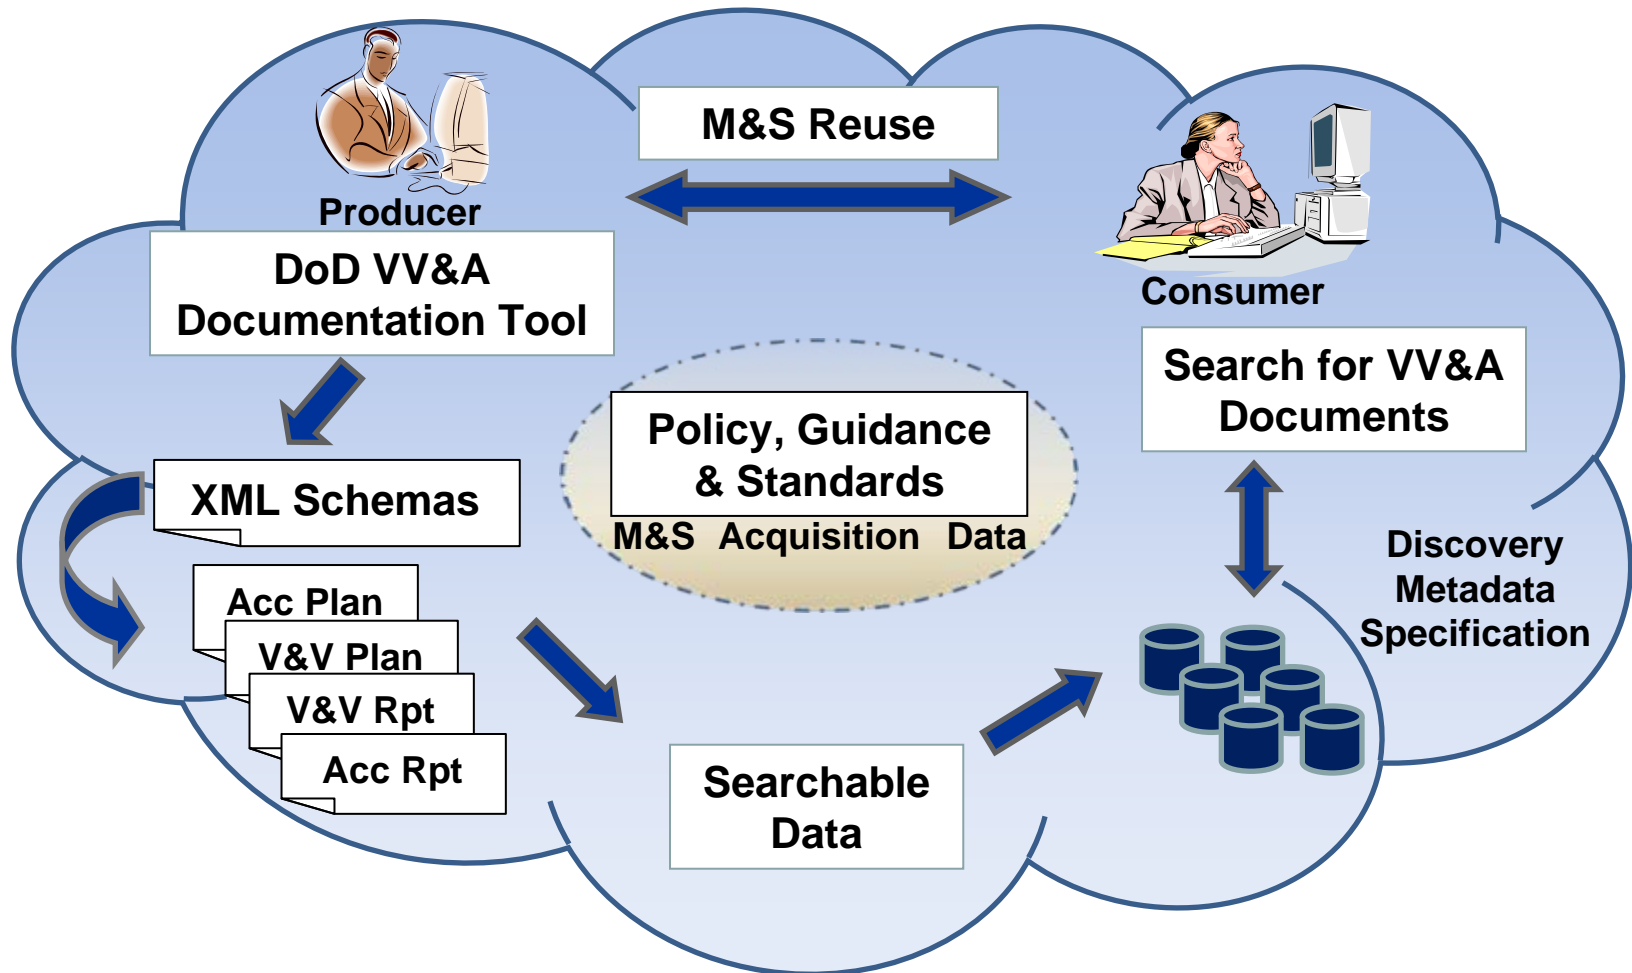 M&S Reuse
Producer
DoD VV&A
Documentation Tool
Consumer
Search for VV&A
Documents
Policy, Guidance
& Standards
M&S Acquisition Data
XML Schemas
Acc Plan
V&V Plan
V&V Rpt
Acc Rpt
Searchable
Data
Discovery
Metadata
Specification